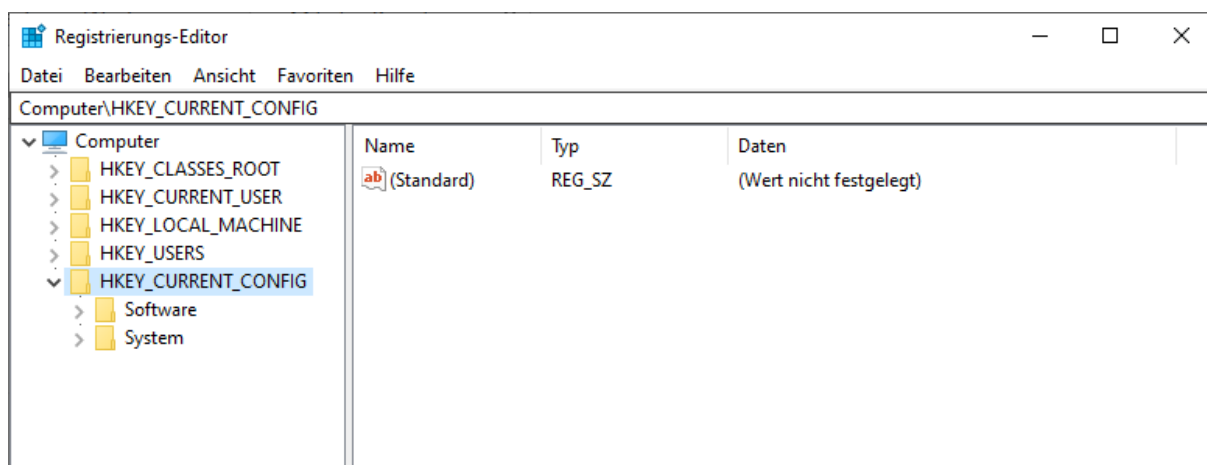 Registrierungs-Editor
Datei Bearbeiten Ansicht Favoriten Hilfe
Computer\HKEY_CURRENT_CONFIG
Computer
HKEY_CLASSES_ROOT
HKEY_CURRENT_USER
HKEY_LOCAL_MACHINE
HKEY_USERS
HKEY_CURRENT_CONFIG
Software
System
Name Typ Daten
ab (Standard) REG_SZ (Wert nicht festgelegt)